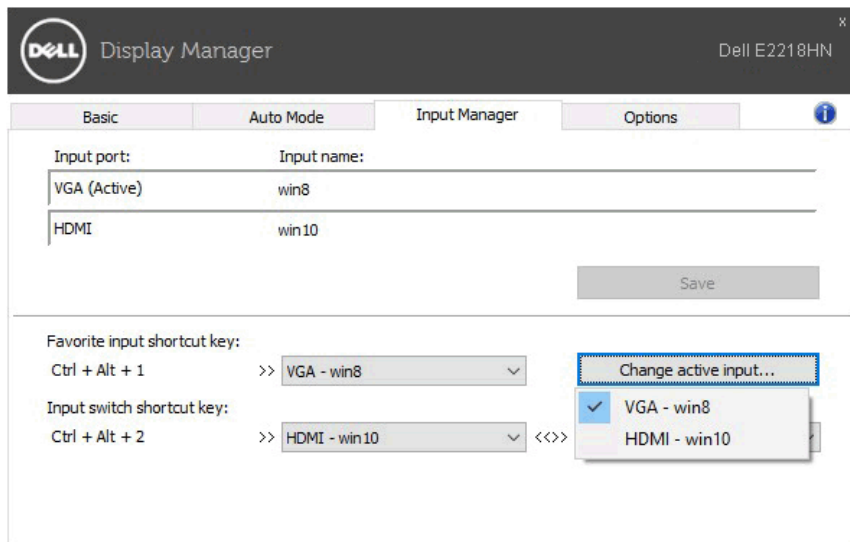 x
DELL Display Manager Dell E2218HN
Basic Auto Mode Input Manager Options i
Input port: Input name:
VGA (Active) win8
HDMI win10
Save
Favorite input shortcut key:
Ctrl + Alt + 1 >> VGA - win8 Change active input...
VGA - win8
Input switch shortcut key:
Ctrl + Alt + 2 >> HDMI - win10 <<>> HDMI - win10